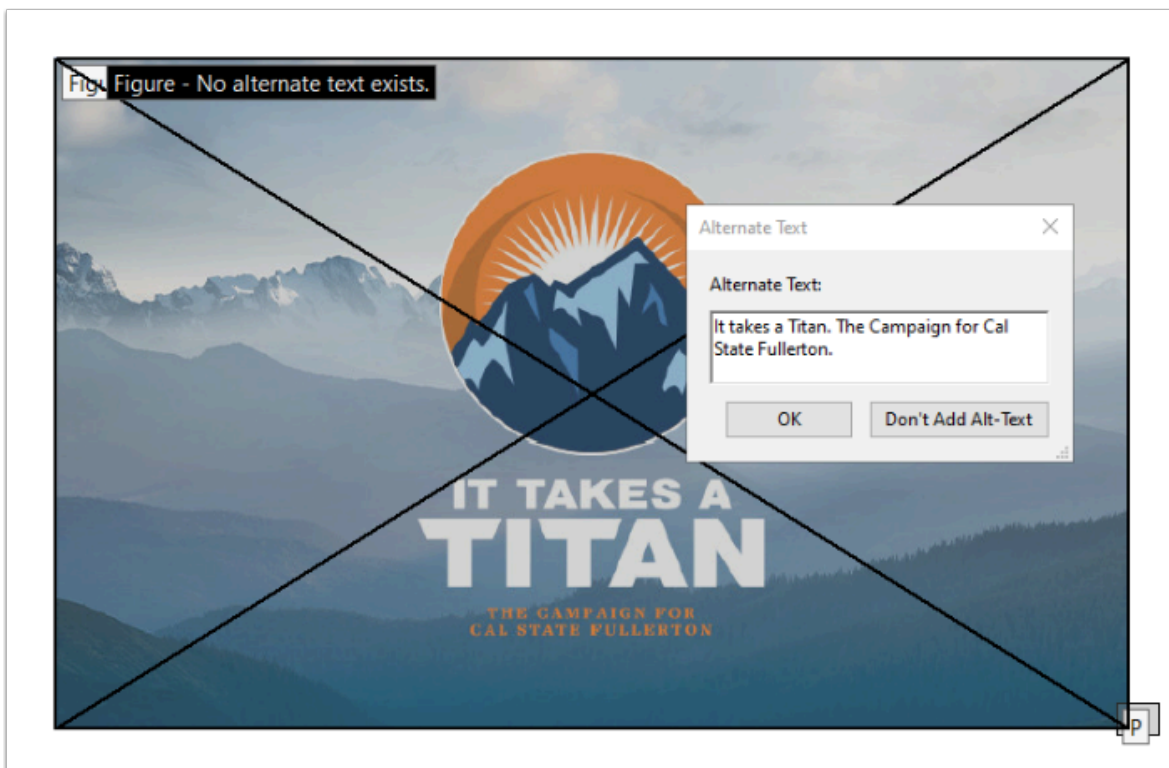 Figu
Figure - No alternate text exists.
Alternate Text
Alternate Text:
It takes a Titan. The Campaign for Cal
State Fullerton.
OK
Don't Add Alt-Text
IT TAKES A
TITAN
THE CAMPAIGN FOR
CAL STATE FULLERTON
P